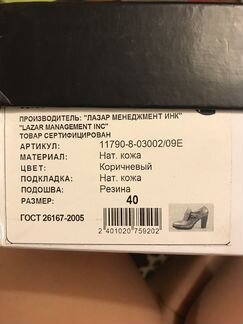 ПРОИЗВОДИТЕЛЬ: "ЛАЗАР МЕНЕДЖМЕНТ ИНК"
"LAZAR MANAGEMENT INC"
ТОВАР СЕРТИФИЦИРОВАН
АРТИКУЛ: 11790-8-03002/09E
МАТЕРИАЛ: Нат. кожа
ЦВЕТ: Коричневый
ПОДКЛАДКА: Нат. кожа
ПОДОШВА: Резина
РАЗМЕР: 40
ГОСТ 26167-2005
2 401020 759202